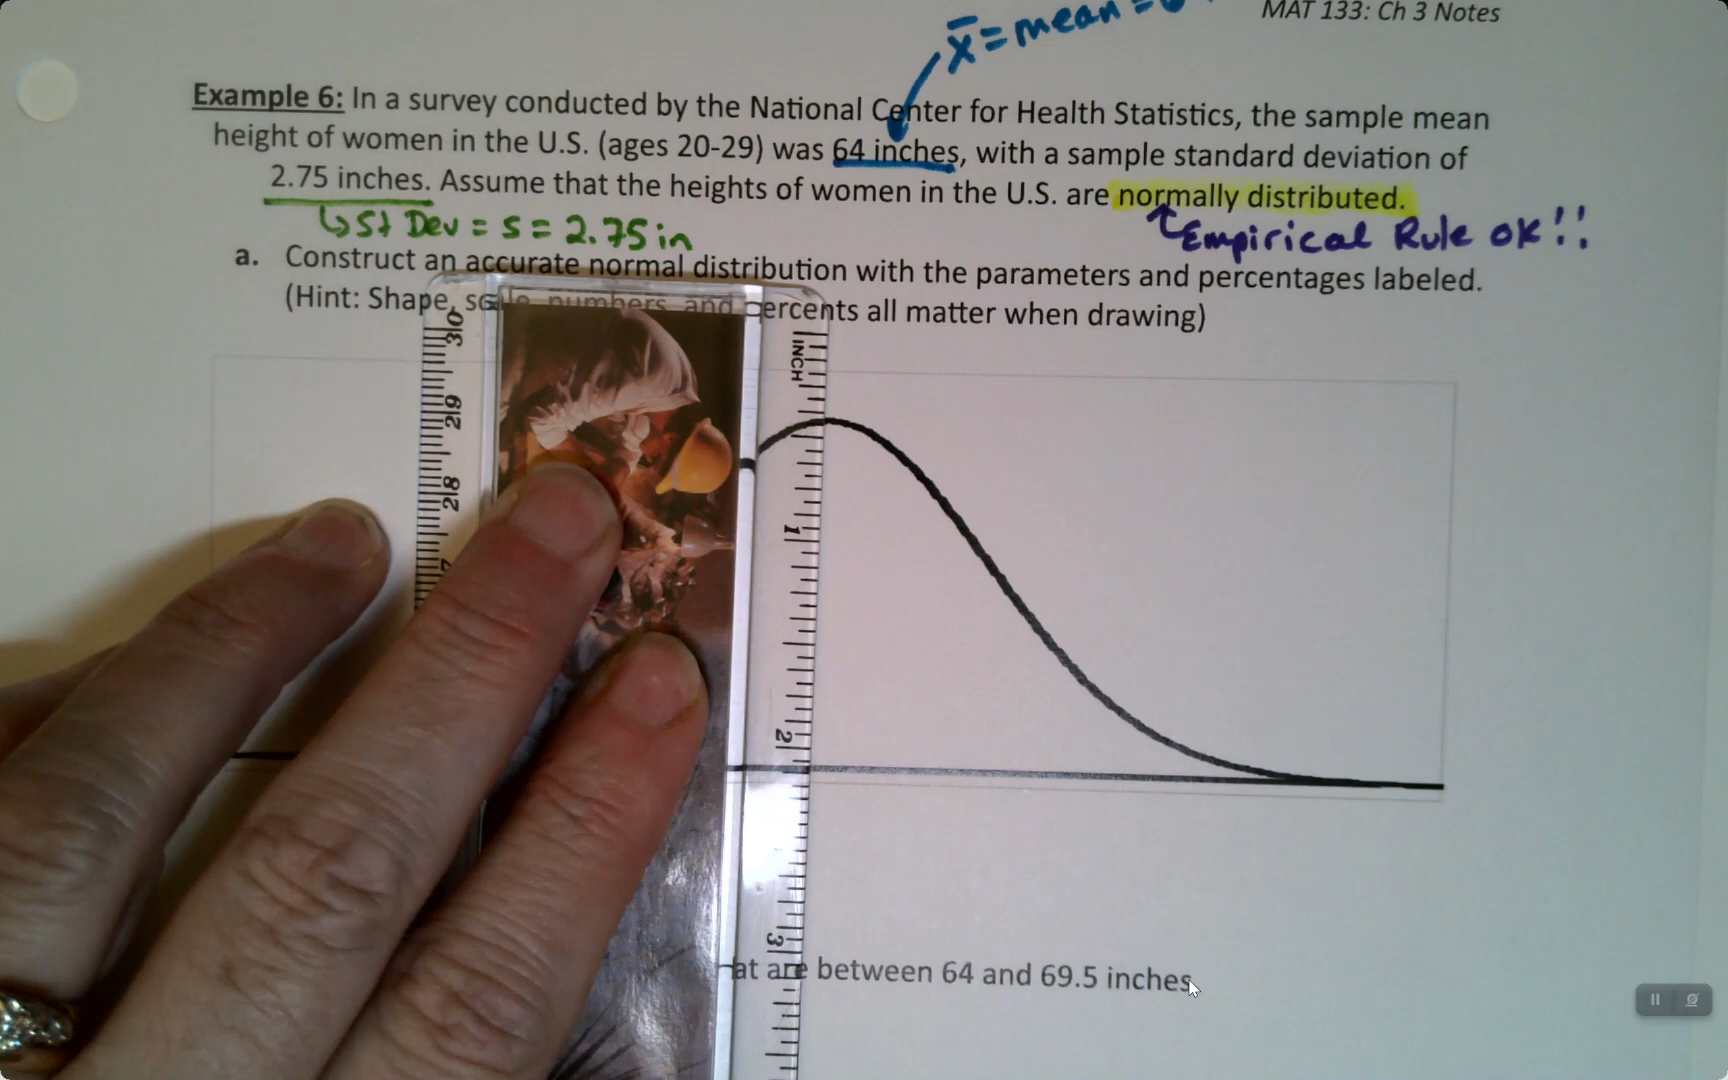 MAT 133: Ch 3 Notes
x̄ = mean =
Example 6: In a survey conducted by the National Center for Health Statistics, the sample mean
height of women in the U.S. (ages 20-29) was 64 inches, with a sample standard deviation of
2.75 inches. Assume that the heights of women in the U.S. are normally distributed.
↳ St Dev = s = 2.75 in
Empirical Rule OK!!
a. Construct an accurate normal distribution with the parameters and percentages labeled.
(Hint: Shape, scale, numbers, and percents all matter when drawing)
30
29
28
INCH
1
2
3
at are between 64 and 69.5 inches